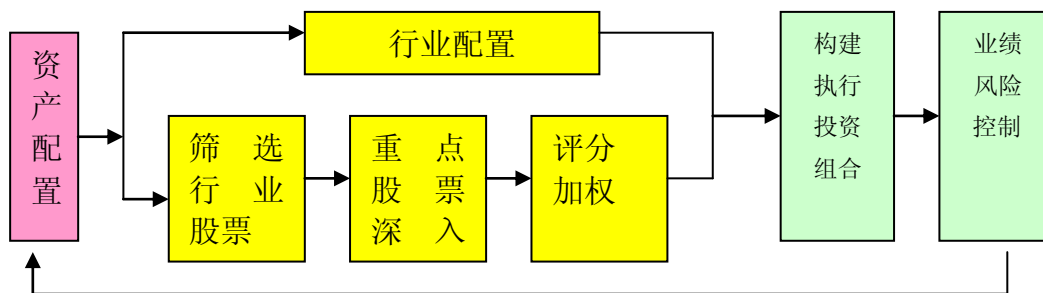 资
产
配
置
行业配置
筛选
行业
股票
重点
股票
深入
评分
加权
构建
执行
投资
组合
业绩
风险
控制